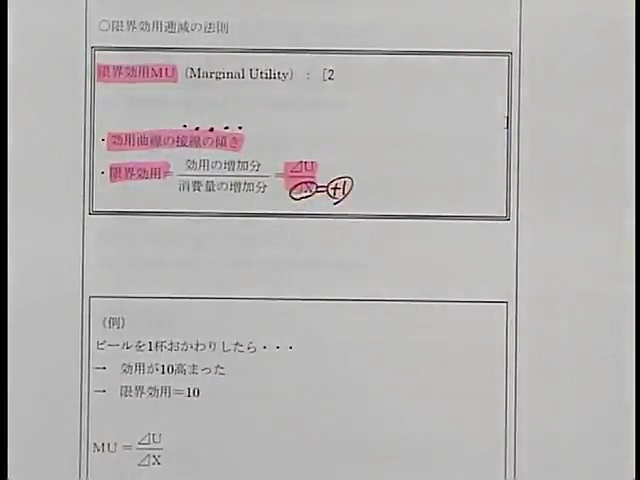 ○限界効用逓減の法則
限界効用MU（Marginal Utility）：［2
］
・効用曲線の接線の傾き
・限界効用＝効用の増加分/消費量の増加分＝⊿U/⊿X＝+1
（例）
ビールを1杯おかわりしたら・・・
→　効用が10高まった
→　限界効用＝10
MU＝⊿U/⊿X